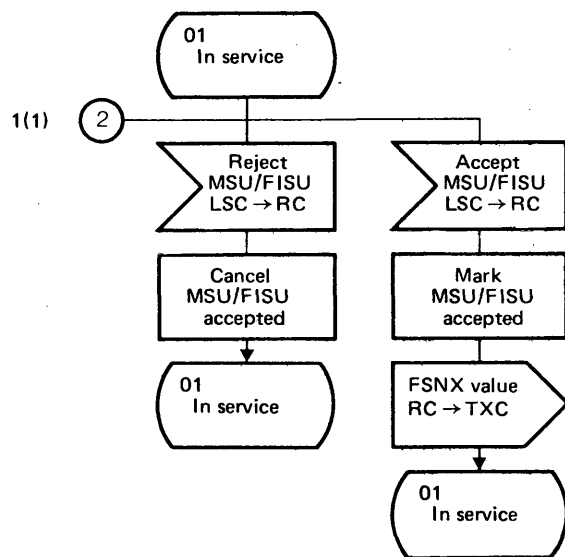 01
In service
1(1)
2
Reject
MSU/FISU
LSC → RC
Accept
MSU/FISU
LSC → RC
Cancel
MSU/FISU
accepted
Mark
MSU/FISU
accepted
01
In service
FSNX value
RC → TXC
01
In service